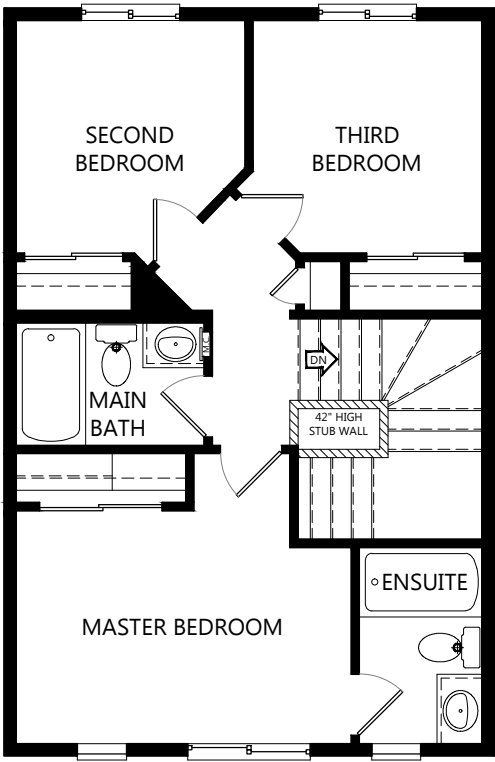 SECOND
BEDROOM
THIRD
BEDROOM
MC
DN
MAIN
BATH
42" HIGH
STUB WALL
ENSUITE
MASTER BEDROOM